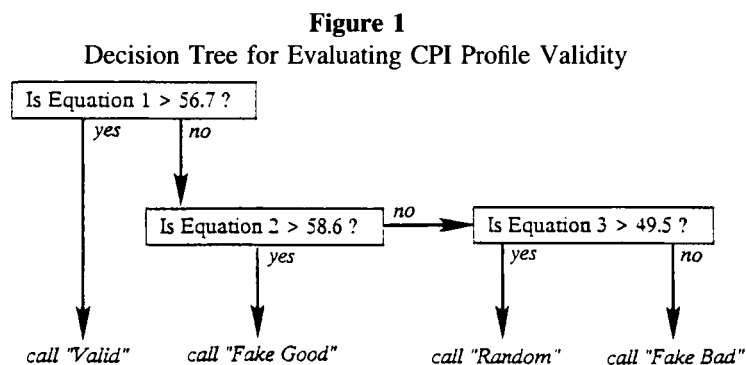 Figure 1
Decision Tree for Evaluating CPI Profile Validity
Is Equation 1 > 56.7 ?
yes
no
Is Equation 2 > 58.6 ?
no
Is Equation 3 > 49.5 ?
yes
yes
no
call "Valid"
call "Fake Good"
call "Random"
call "Fake Bad"